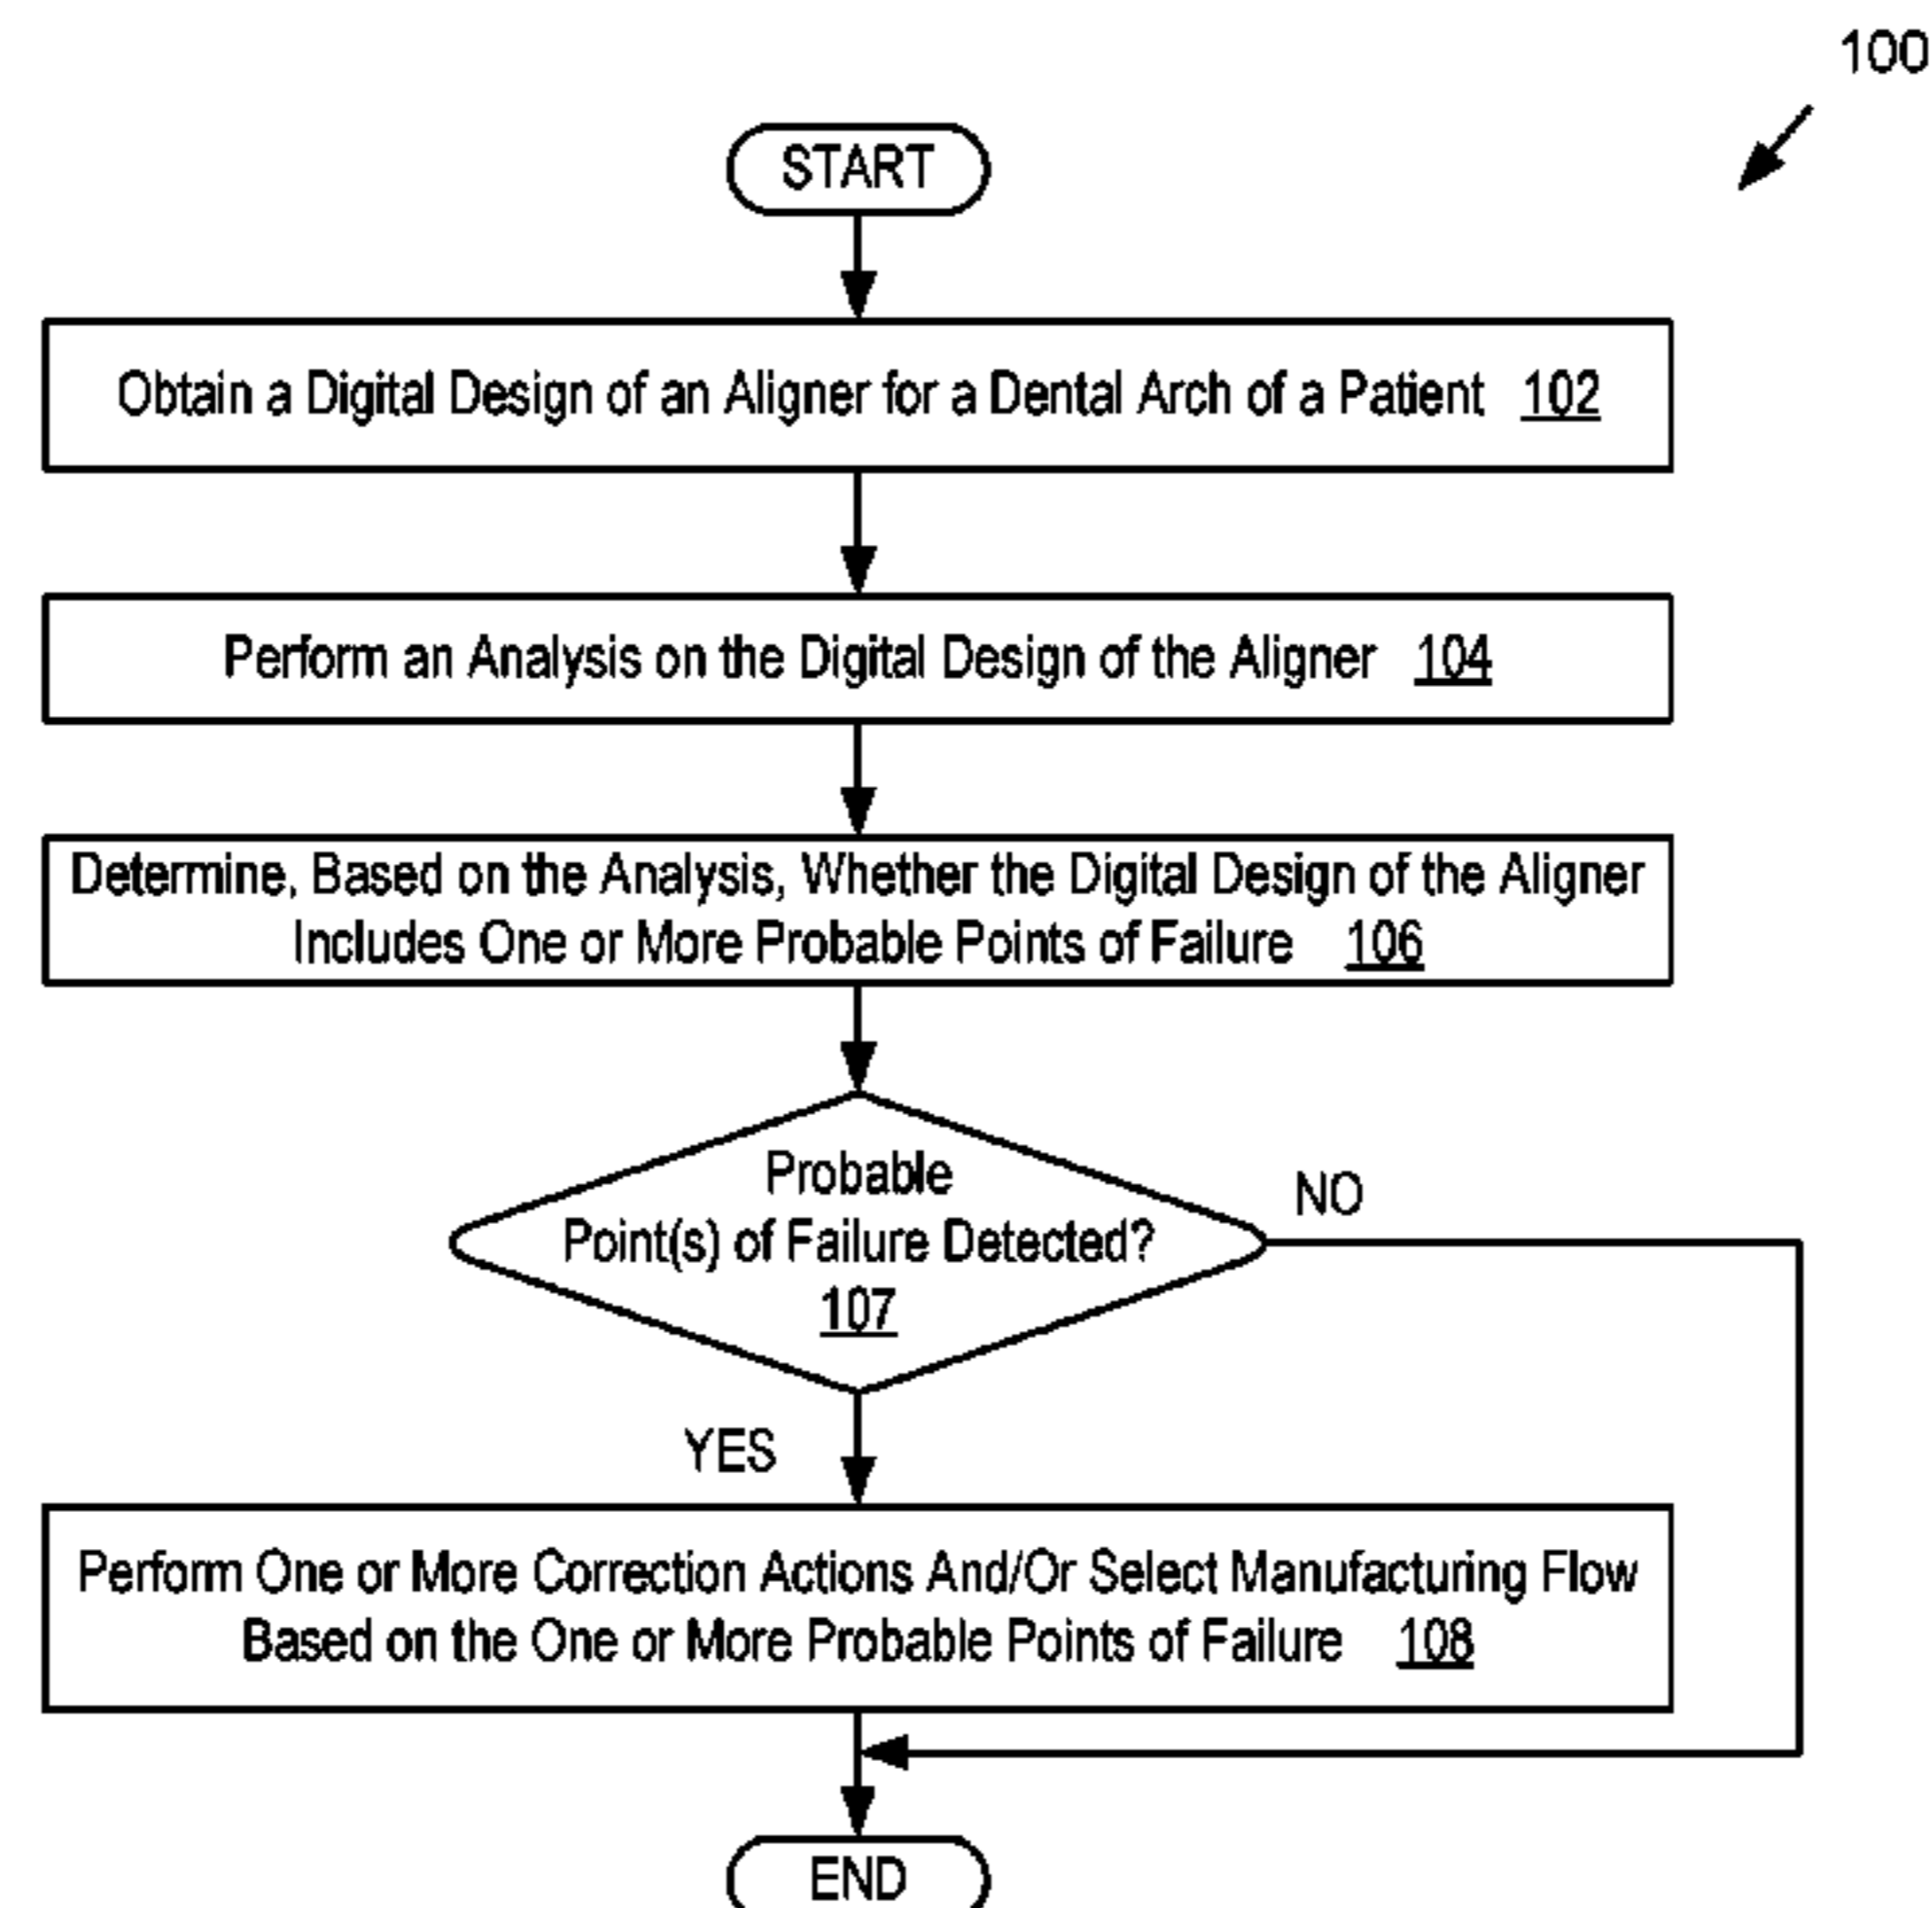 100
START
Obtain a Digital Design of an Aligner for a Dental Arch of a Patient 102
Perform an Analysis on the Digital Design of the Aligner 104
Determine, Based on the Analysis, Whether the Digital Design of the Aligner
Includes One or More Probable Points of Failure 106
Probable
Point(s) of Failure Detected?
107
NO
YES
Perform One or More Correction Actions And/Or Select Manufacturing Flow
Based on the One or More Probable Points of Failure 108
END